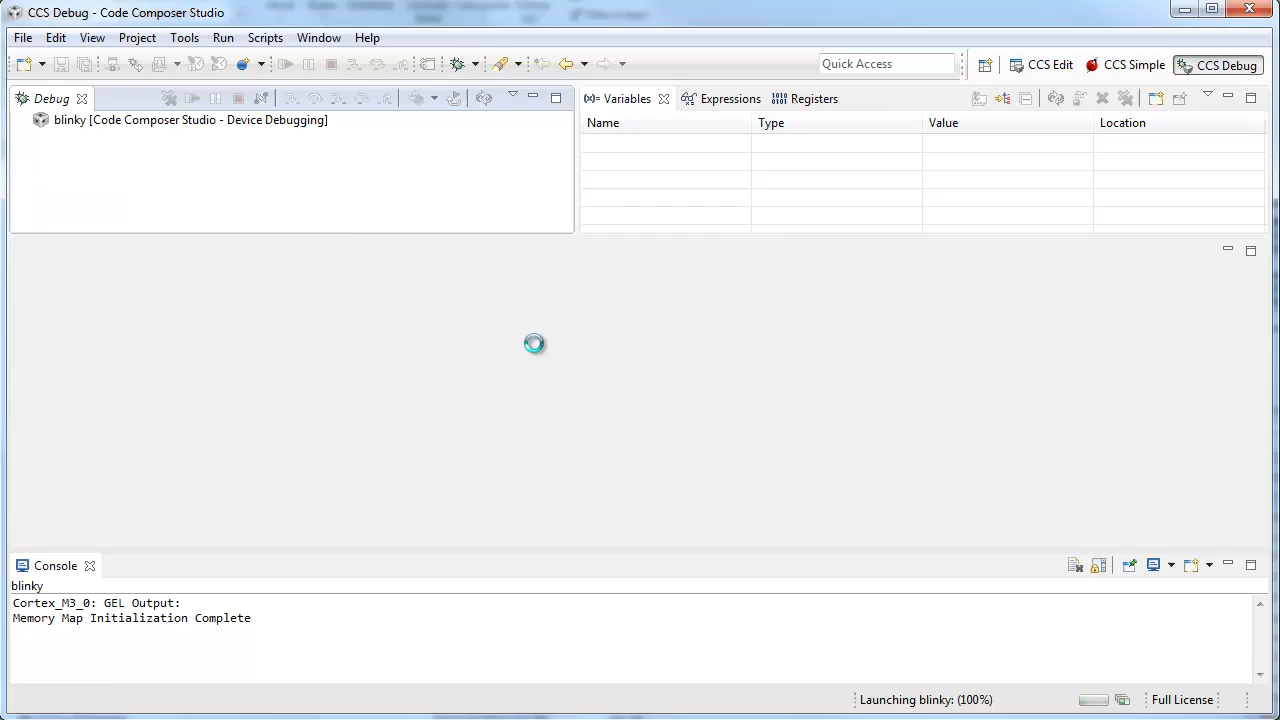 CCS Debug - Code Composer Studio
File Edit View Project Tools Run Scripts Window Help
Quick Access
CCS Edit
CCS Simple
CCS Debug
Debug
blinky [Code Composer Studio - Device Debugging]
(x)= Variables
Expressions
Registers
Name Type Value Location
Console
blinky
Cortex_M3_0: GEL Output:
Memory Map Initialization Complete
Launching blinky: (100%)
Full License